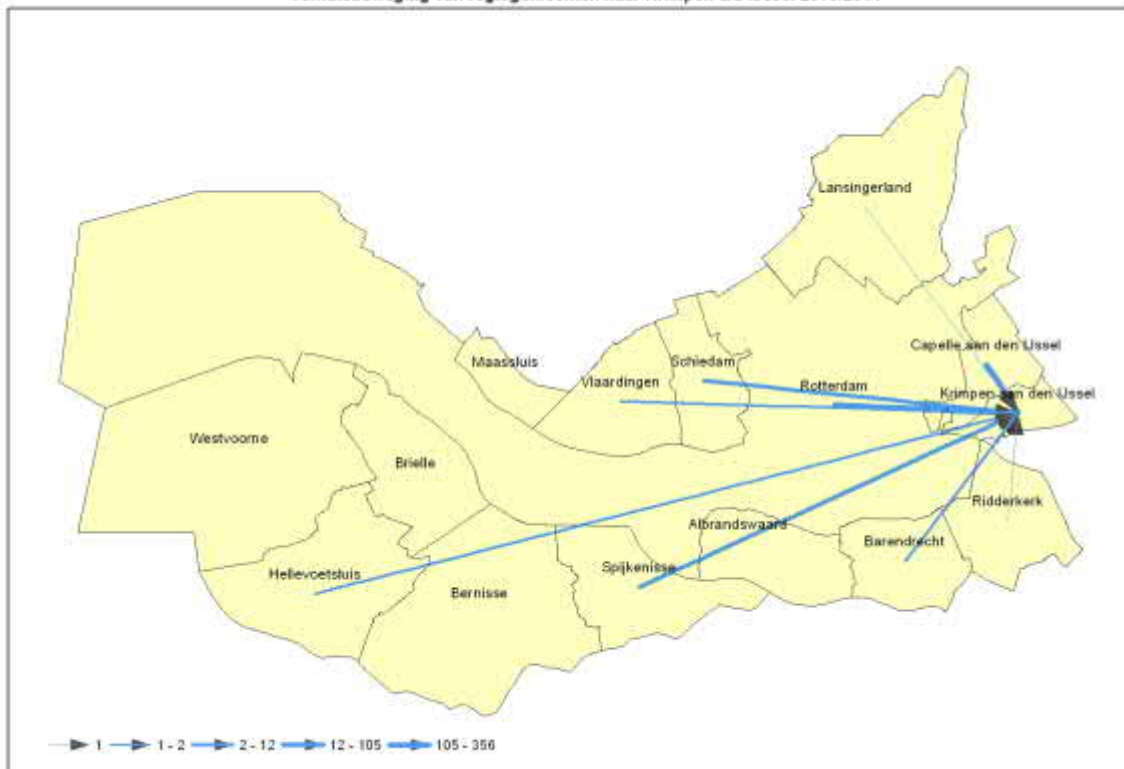 Lansingerland
Capelle aan den IJssel
Maassluis
Schiedam
Vlaardingen
Rotterdam
Krimpen aan den IJssel
Westvoorne
Brielle
Ridderkerk
Albrandswaard
Barendrecht
Hellevoetsluis
Spijkenisse
Bernisse
1 1 - 2 2 - 12 12 - 105 105 - 356